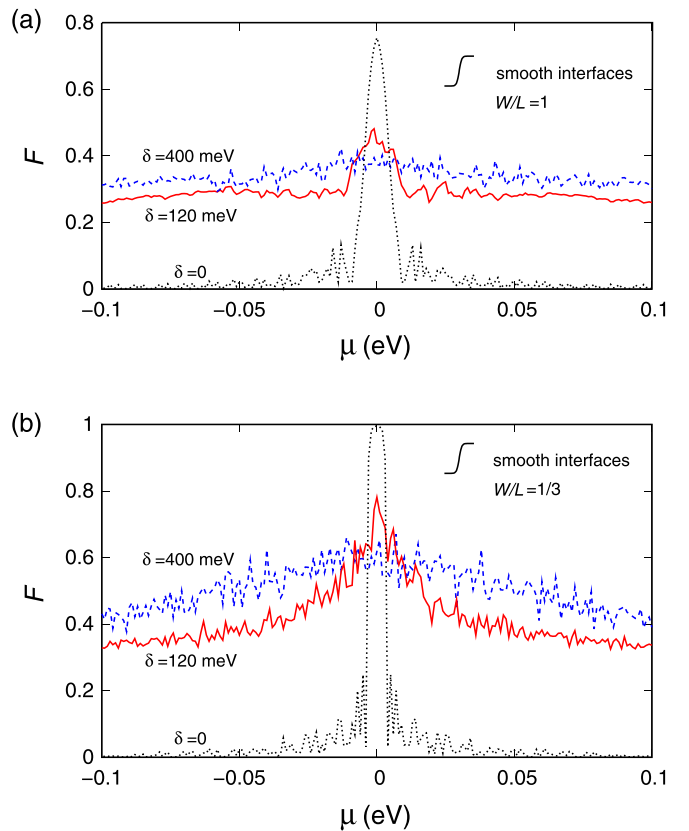 (a)
0.8
0.6
0.4
0.2
0
F
smooth interfaces
W/L =1
δ =400 meV
δ =120 meV
δ =0
−0.1
−0.05
0
0.05
0.1
μ (eV)
(b)
1
0.8
0.6
0.4
0.2
0
F
smooth interfaces
W/L =1/3
δ =400 meV
δ =120 meV
δ =0
−0.1
−0.05
0
0.05
0.1
μ (eV)